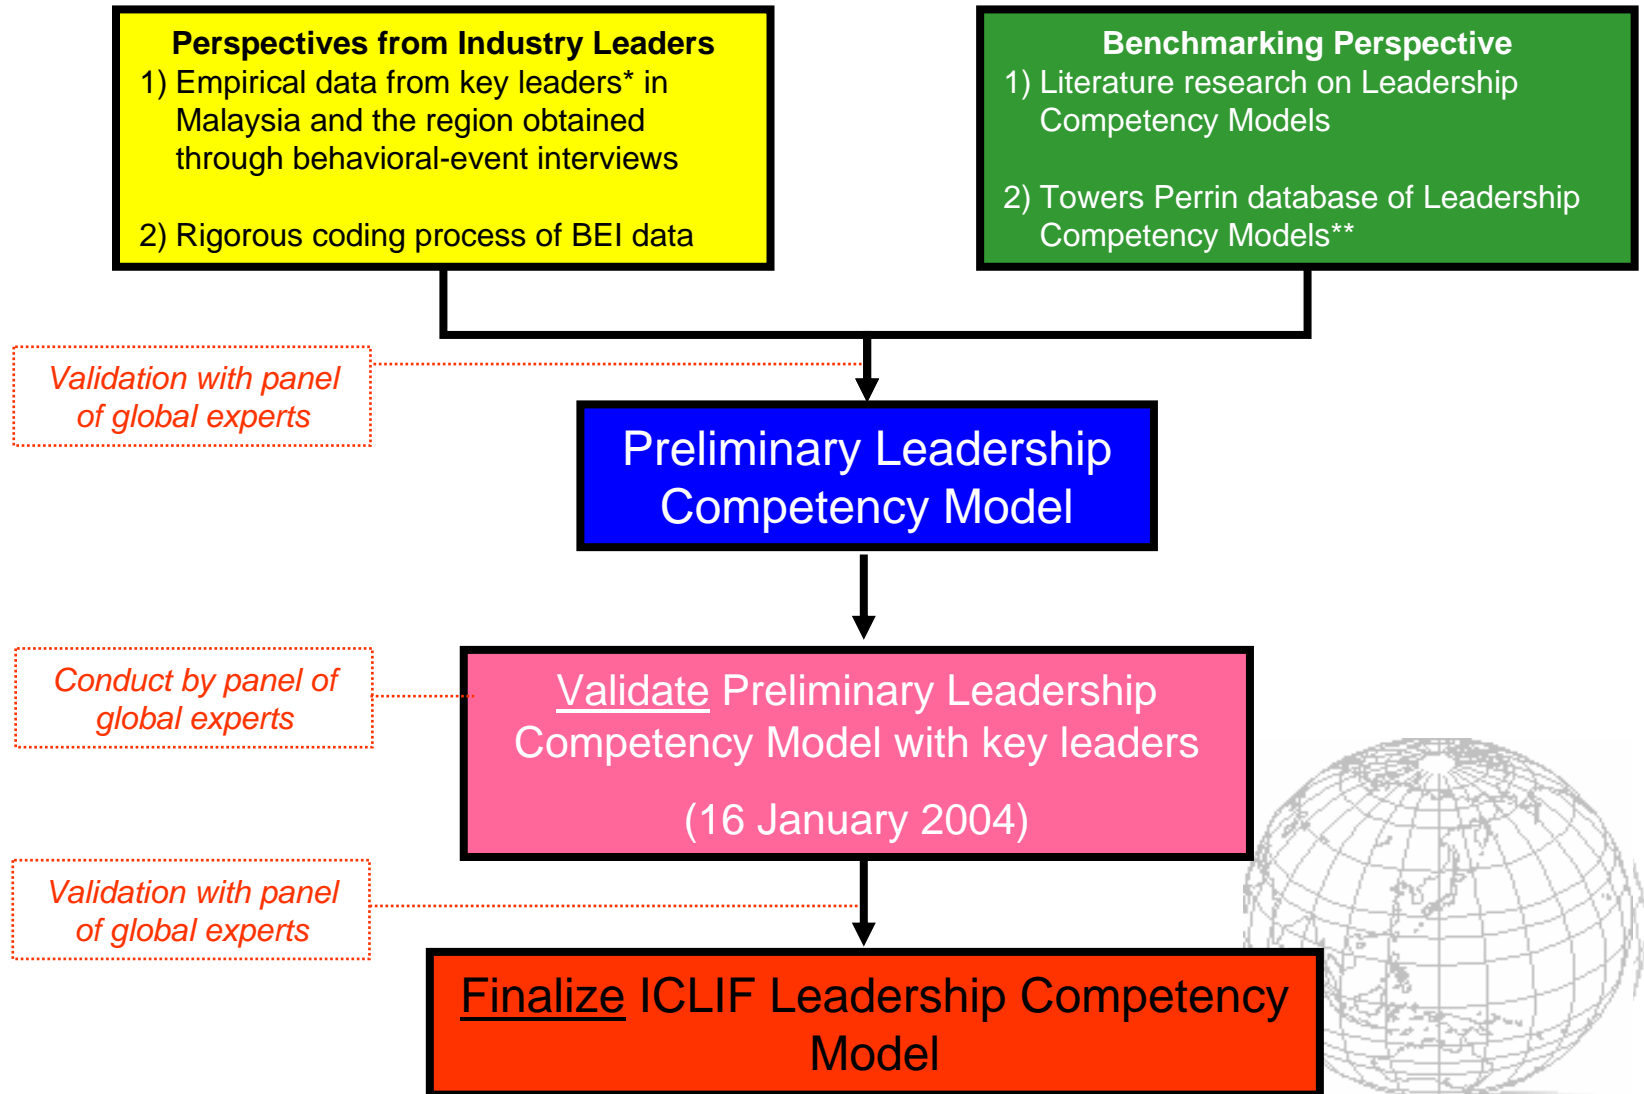 Perspectives from Industry Leaders
1) Empirical data from key leaders* in
Malaysia and the region obtained
through behavioral-event interviews
2) Rigorous coding process of BEI data
Benchmarking Perspective
1) Literature research on Leadership
Competency Models
2) Towers Perrin database of Leadership
Competency Models**
Validation with panel
of global experts
Preliminary Leadership
Competency Model
Conduct by panel of
global experts
Validate Preliminary Leadership
Competency Model with key leaders
(16 January 2004)
Validation with panel
of global experts
Finalize ICLIF Leadership Competency
Model